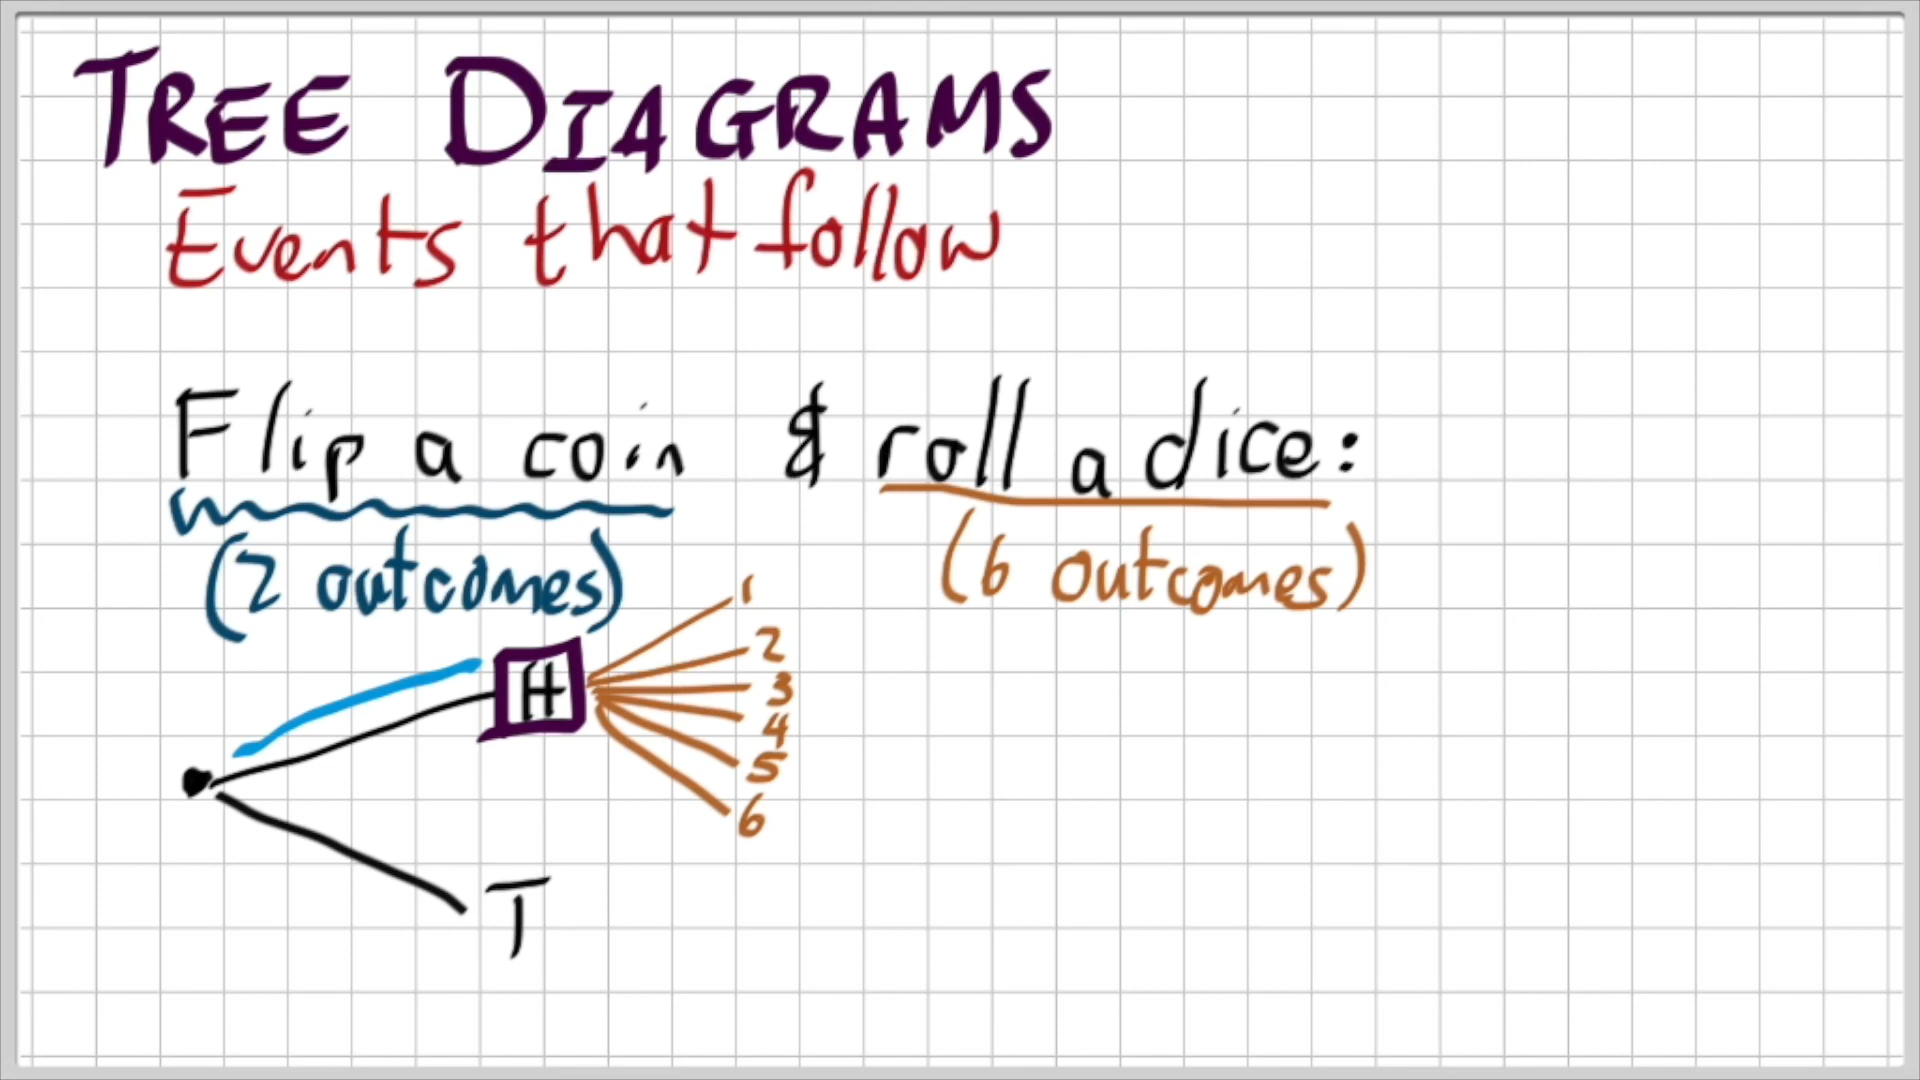 TREE DIAGRAMS
Events that follow
Flip a coin & roll a dice:
(2 outcomes) (6 outcomes)
H
1
2
3
4
5
6
T